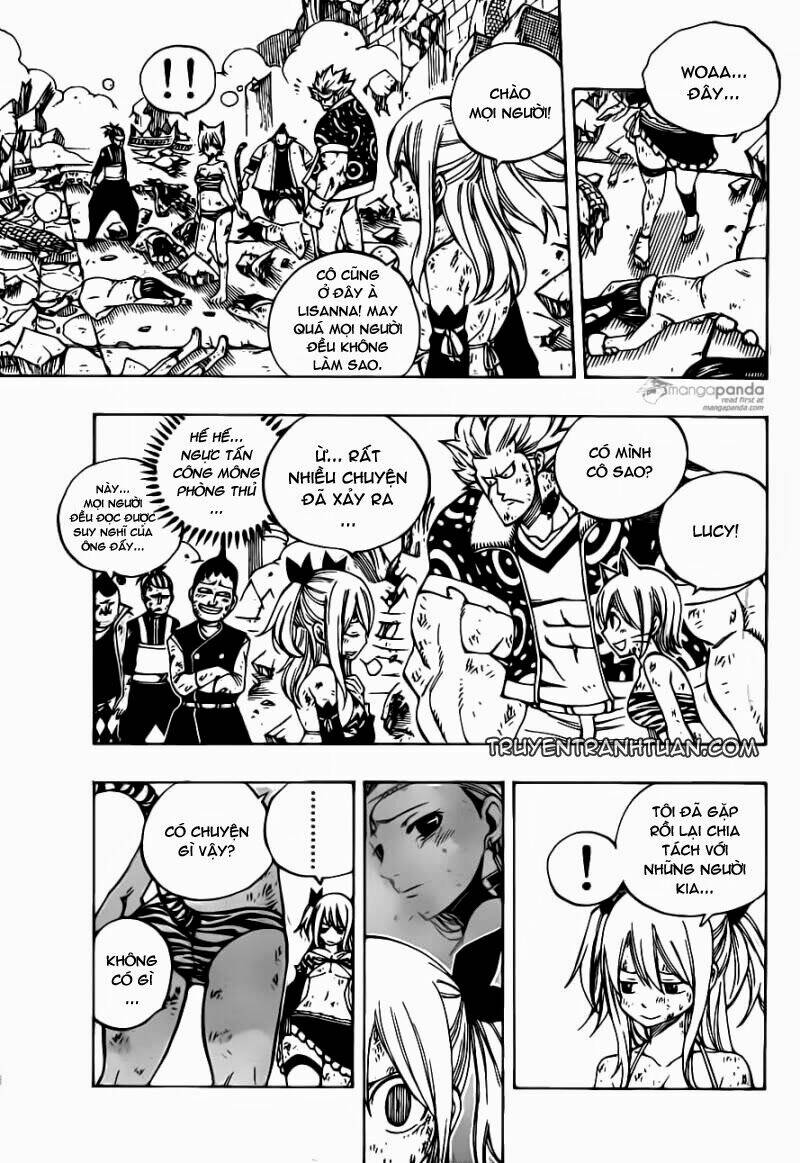 WOAA...
ĐÂY...
CHÀO
MỌI NGƯỜI!
!!
CÔ CŨNG
Ở ĐÂY À
LISANNA! MAY
QUÁ MỌI NGƯỜI
ĐỀU KHÔNG
LÀM SAO.
mangapanda
read first at
mangapanda.com
LUCY!
CÓ MÌNH
CÔ SAO?
Ừ... RẤT
NHIỀU CHUYỆN
ĐÃ XẢY RA
...
HẾ HẾ...
NGỰC TẤN
CÔNG MÔNG
PHÒNG THỦ
...
NÀY...
MỌI NGƯỜI
ĐỀU ĐỌC ĐƯỢC
SUY NGHĨ CỦA
ÔNG ĐẤY...
TRUYENTRANHTUAN.COM
TÔI ĐÃ GẶP
RỒI LẠI CHIA
TÁCH VỚI
NHỮNG NGƯỜI
KIA...
!
........
CÓ CHUYỆN
GÌ VẬY?
KHÔNG
CÓ GÌ
...